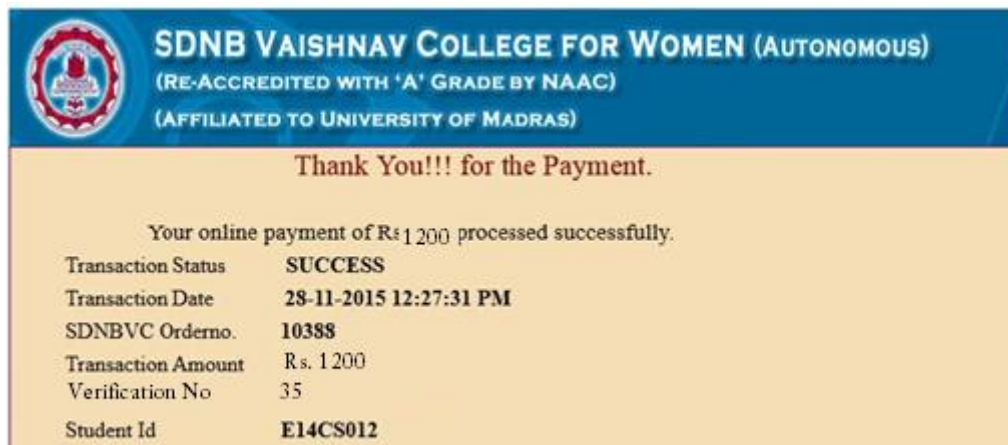 SDNB VAISHNAV COLLEGE FOR WOMEN (AUTONOMOUS)
(RE-ACCREDITED WITH ‘A’ GRADE BY NAAC)
(AFFILIATED TO UNIVERSITY OF MADRAS)
Thank You!!! for the Payment.
Your online payment of Rs 1200 processed successfully.
Transaction Status SUCCESS
Transaction Date 28-11-2015 12:27:31 PM
SDNBVC Orderno. 10388
Transaction Amount Rs. 1200
Verification No 35
Student Id E14CS012